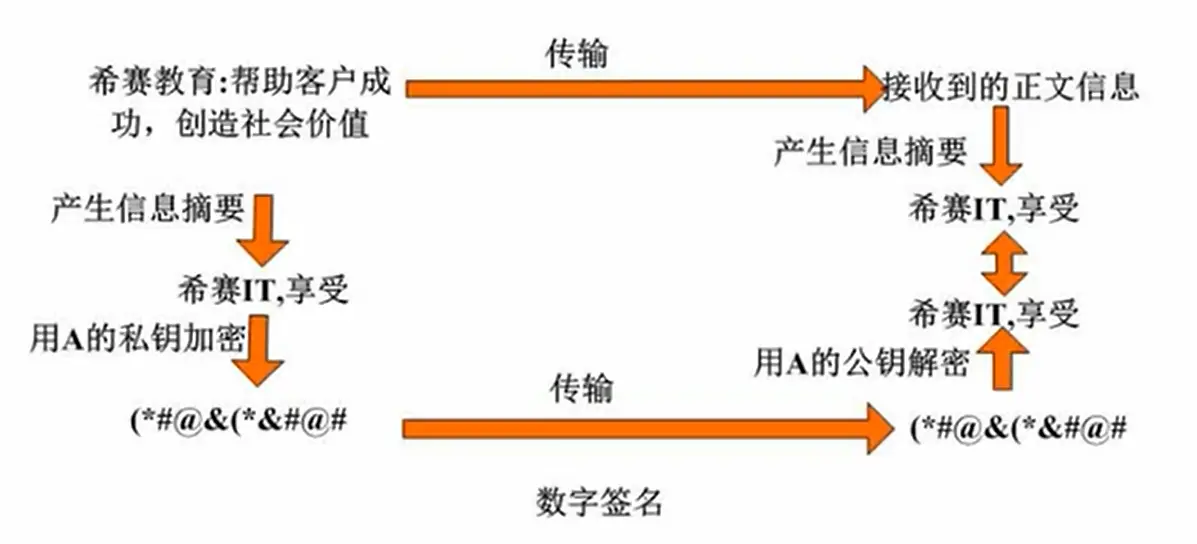 传输
希赛教育:帮助客户成
功，创造社会价值
接收到的正文信息
产生信息摘要
产生信息摘要
希赛IT,享受
希赛IT,享受
希赛IT,享受
用A的私钥加密
用A的公钥解密
传输
(*#@&(*&#@#
(*#@&(*&#@#
数字签名